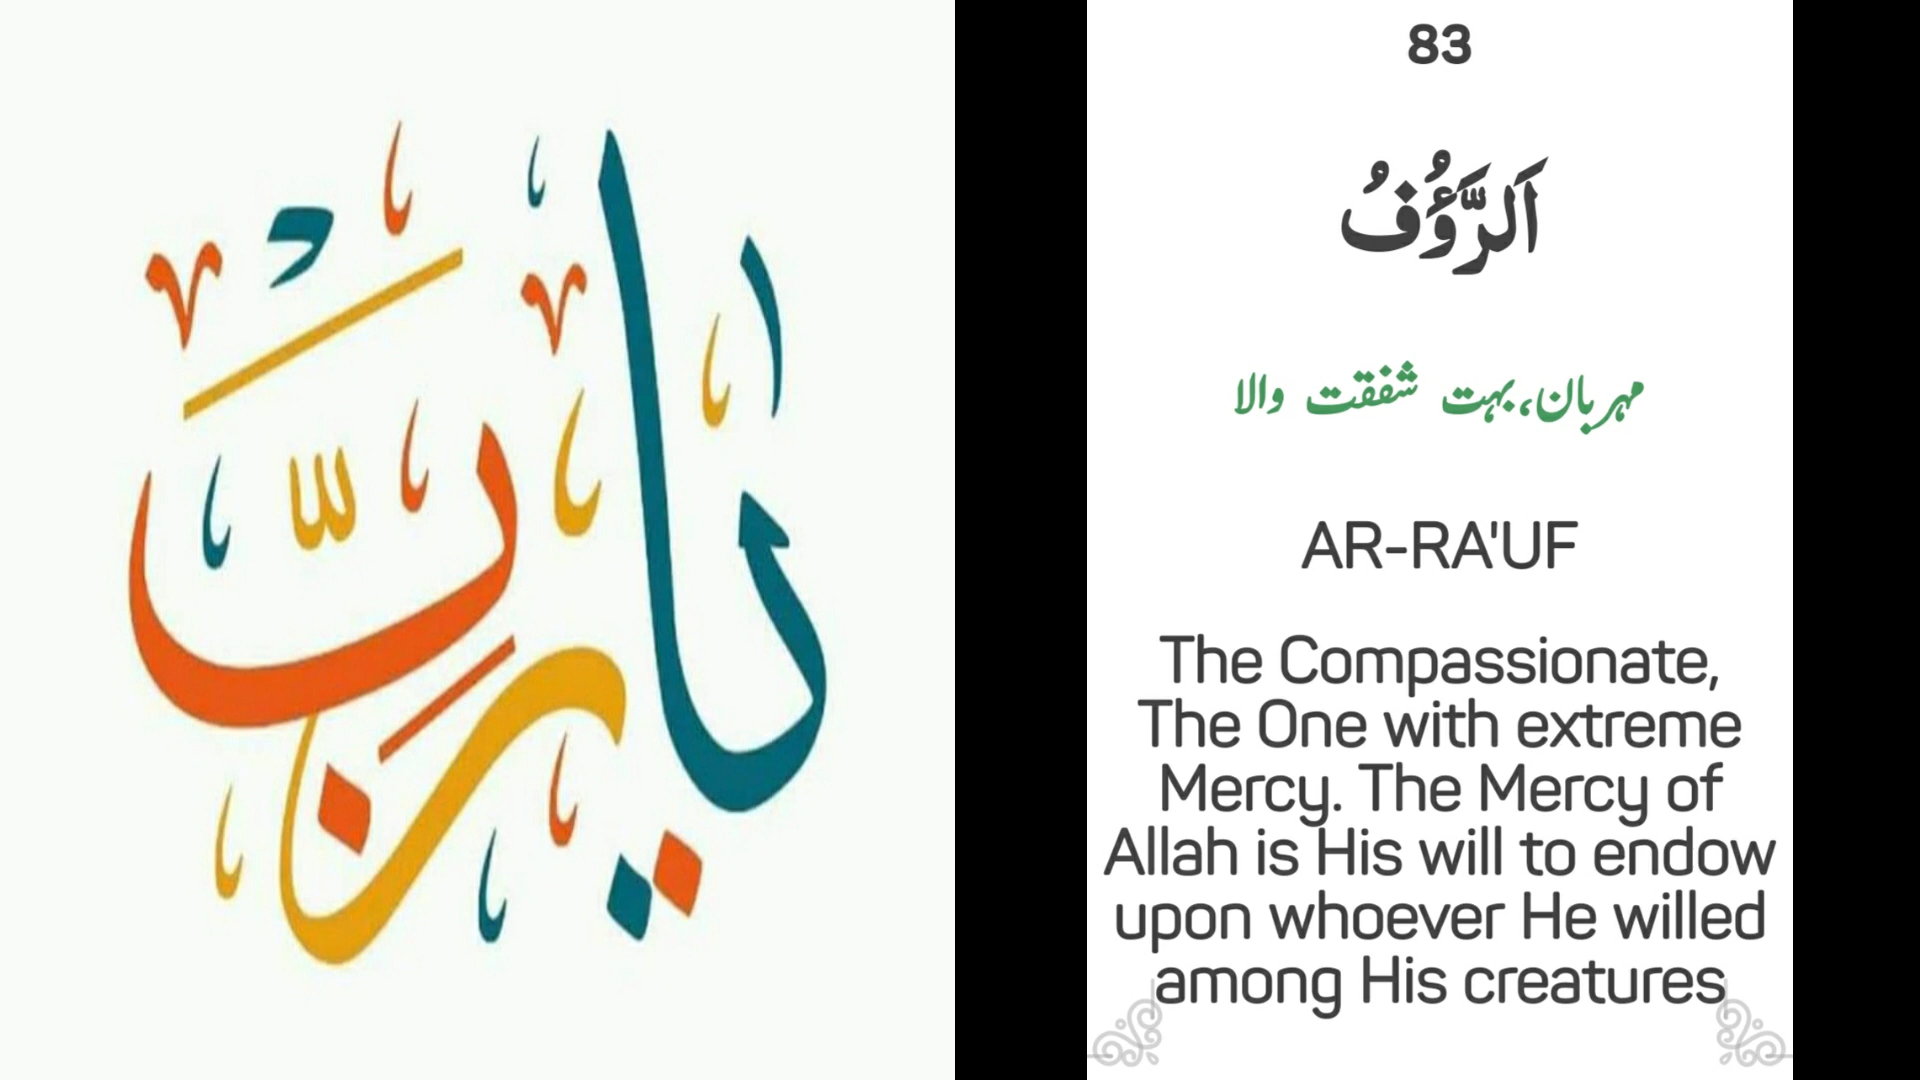 يا رب
83
اَلرَّؤُفُ
مہربان،بہت شفقت والا
AR-RA'UF
The Compassionate,
The One with extreme
Mercy. The Mercy of
Allah is His will to endow
upon whoever He willed
among His creatures